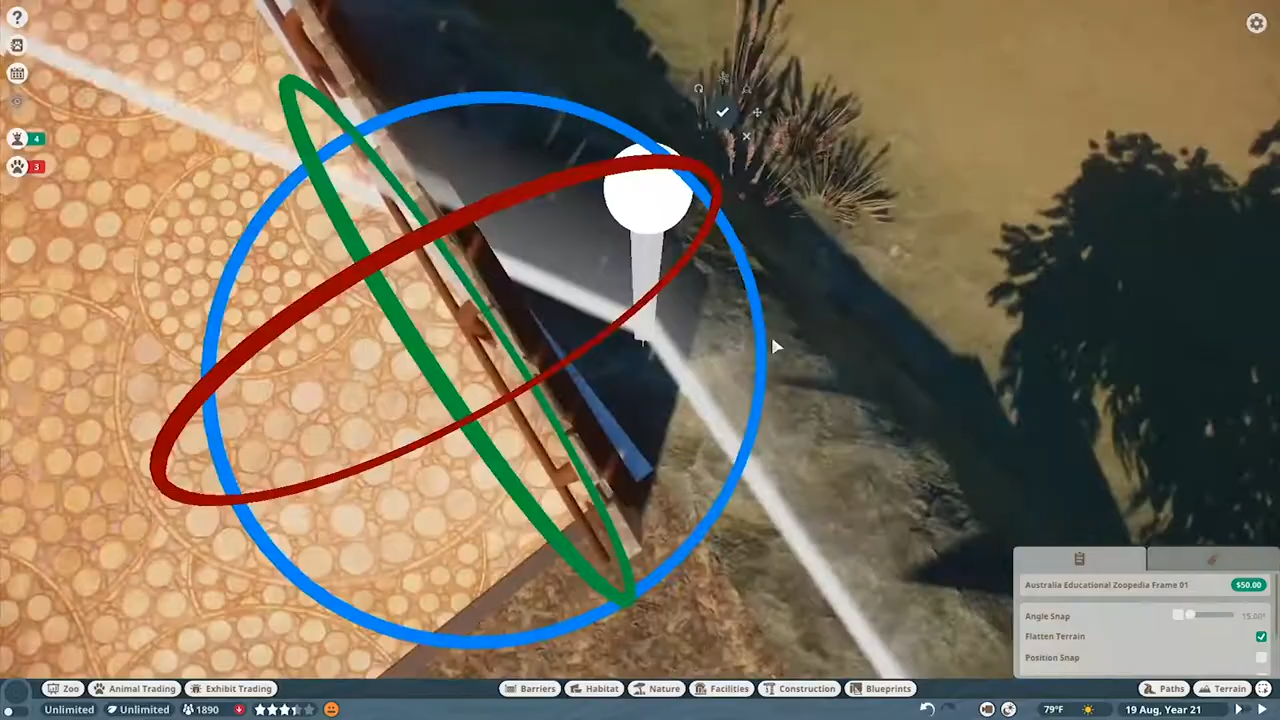 ?
4
3
Australia Educational Zoopedia Frame 01 $50.00
Angle Snap 15.00°
Flatten Terrain
Position Snap
Zoo Animal Trading Exhibit Trading Barriers Habitat Nature Facilities Construction Blueprints Paths Terrain
Unlimited Unlimited 1890 79°F 19 Aug, Year 21